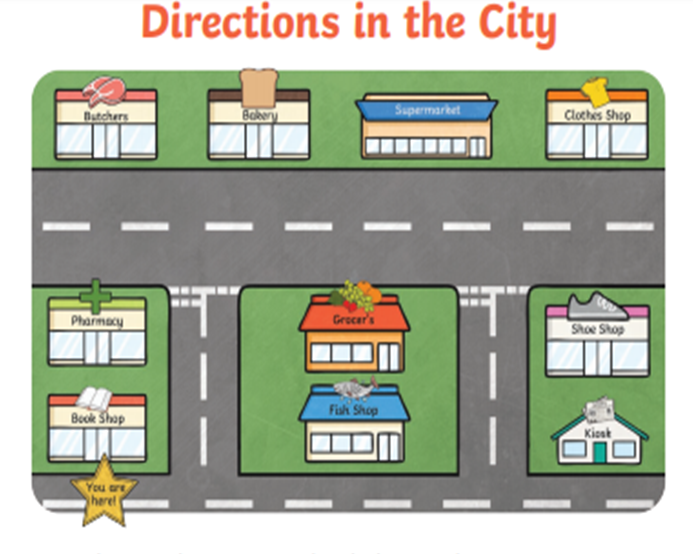 Directions in the City
Butchers
Bakery
Supermarket
Clothes Shop
Pharmacy
Grocer's
Shoe Shop
Book Shop
Fish Shop
Kiosk
You are
here!